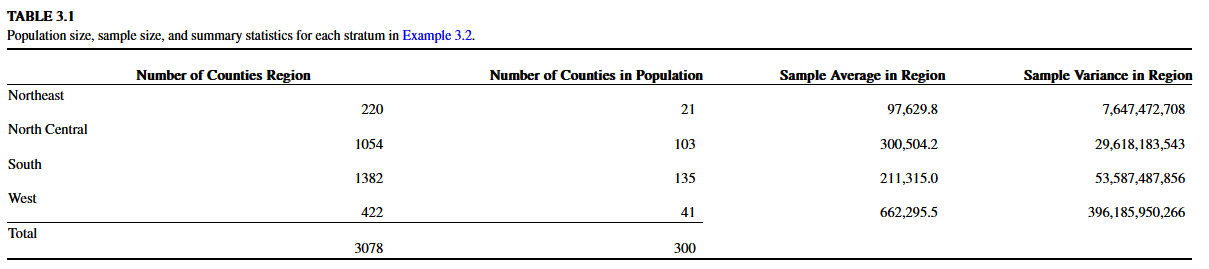 TABLE 3.1
Population size, sample size, and summary statistics for each stratum in Example 3.2.
Number of Counties Region Number of Counties in Population Sample Average in Region Sample Variance in Region
Northeast
220 21 97,629.8 7,647,472,708
North Central
1054 103 300,504.2 29,618,183,543
South
1382 135 211,315.0 53,587,487,856
West
422 41 662,295.5 396,185,950,266
Total
3078 300